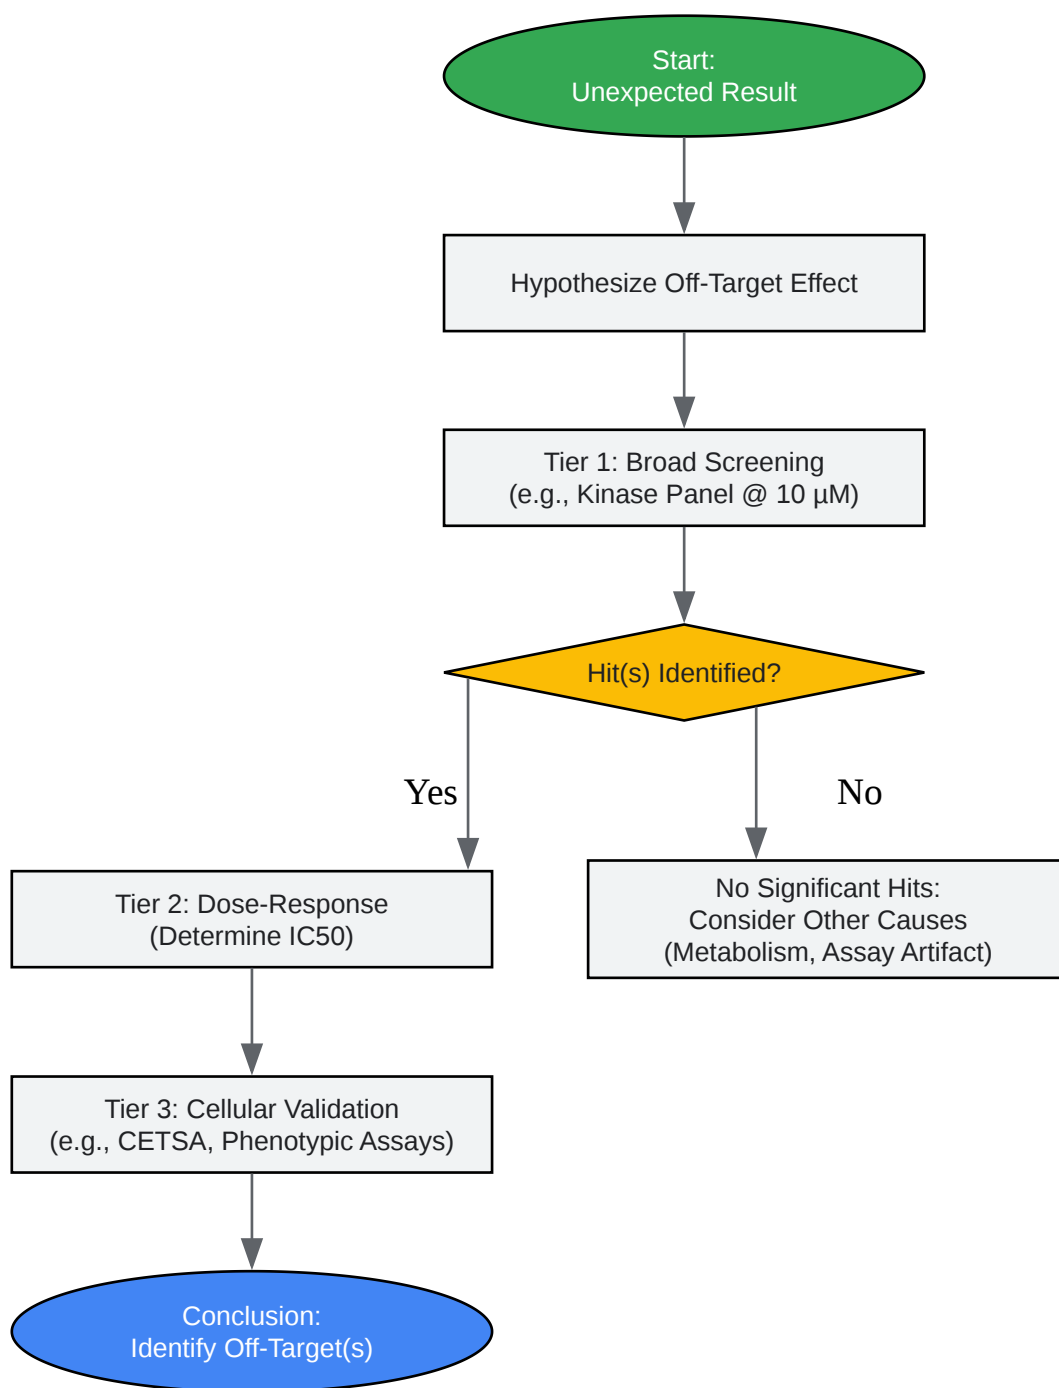 Start:
Unexpected Result
Hypothesize Off-Target Effect
Tier 1: Broad Screening
(e.g., Kinase Panel @ 10 µM)
Hit(s) Identified?
Yes
No
Tier 2: Dose-Response
(Determine IC50)
No Significant Hits:
Consider Other Causes
(Metabolism, Assay Artifact)
Tier 3: Cellular Validation
(e.g., CETSA, Phenotypic Assays)
Conclusion:
Identify Off-Target(s)